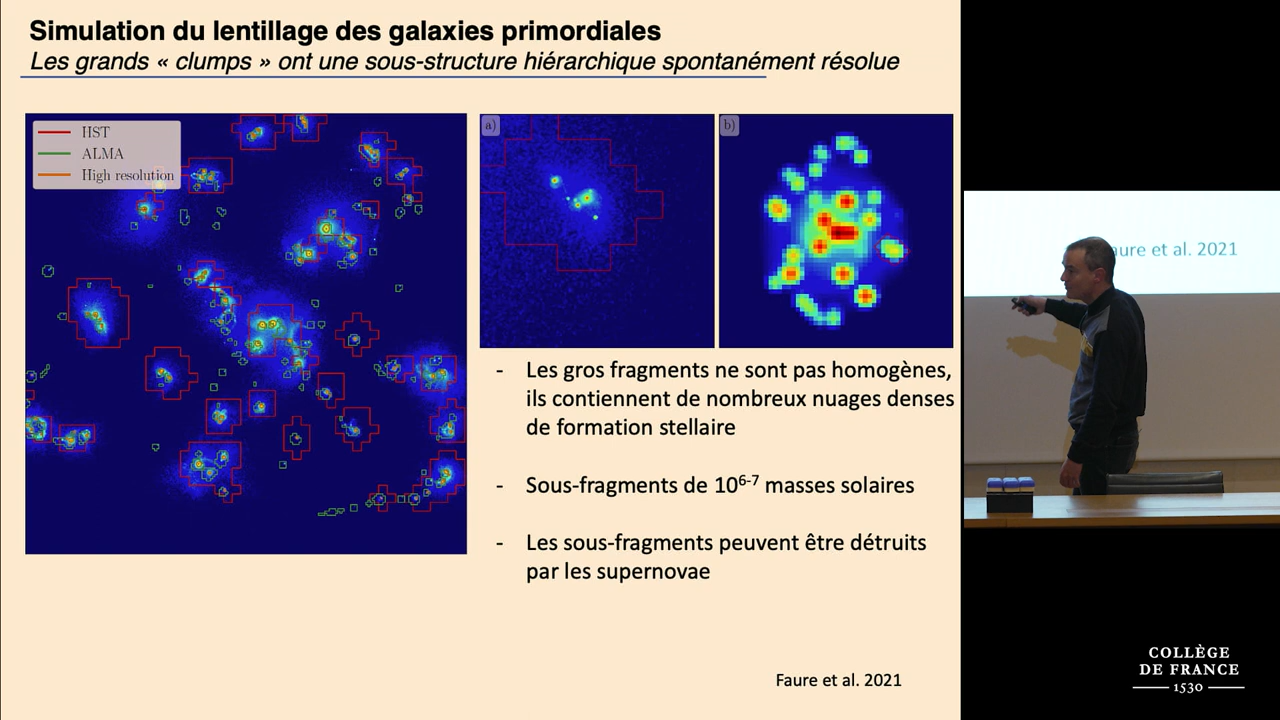 Simulation du lentillage des galaxies primordiales
Les grands « clumps » ont une sous-structure hiérarchique spontanément résolue
HST
ALMA
High resolution
a)
b)
- Les gros fragments ne sont pas homogènes,
ils contiennent de nombreux nuages denses
de formation stellaire
- Sous-fragments de 10⁶⁻⁷ masses solaires
- Les sous-fragments peuvent être détruits
par les supernovae
Faure et al. 2021
aure et al. 2021
COLLÈGE
DE FRANCE
1530